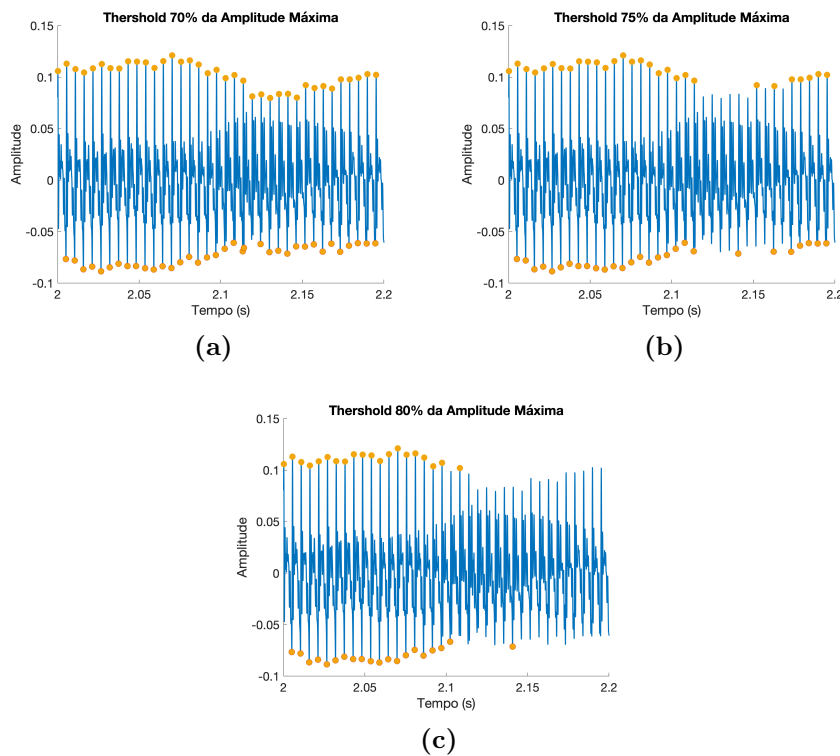 Thershold 70% da Amplitude Máxima
0.15
0.1
0.05
0
-0.05
-0.1
Amplitude
2
2.05
2.1
2.15
2.2
Tempo (s)
(a)
Thershold 75% da Amplitude Máxima
0.15
0.1
0.05
0
-0.05
-0.1
Amplitude
2
2.05
2.1
2.15
2.2
Tempo (s)
(b)
Thershold 80% da Amplitude Máxima
0.15
0.1
0.05
0
-0.05
-0.1
Amplitude
2
2.05
2.1
2.15
2.2
Tempo (s)
(c)